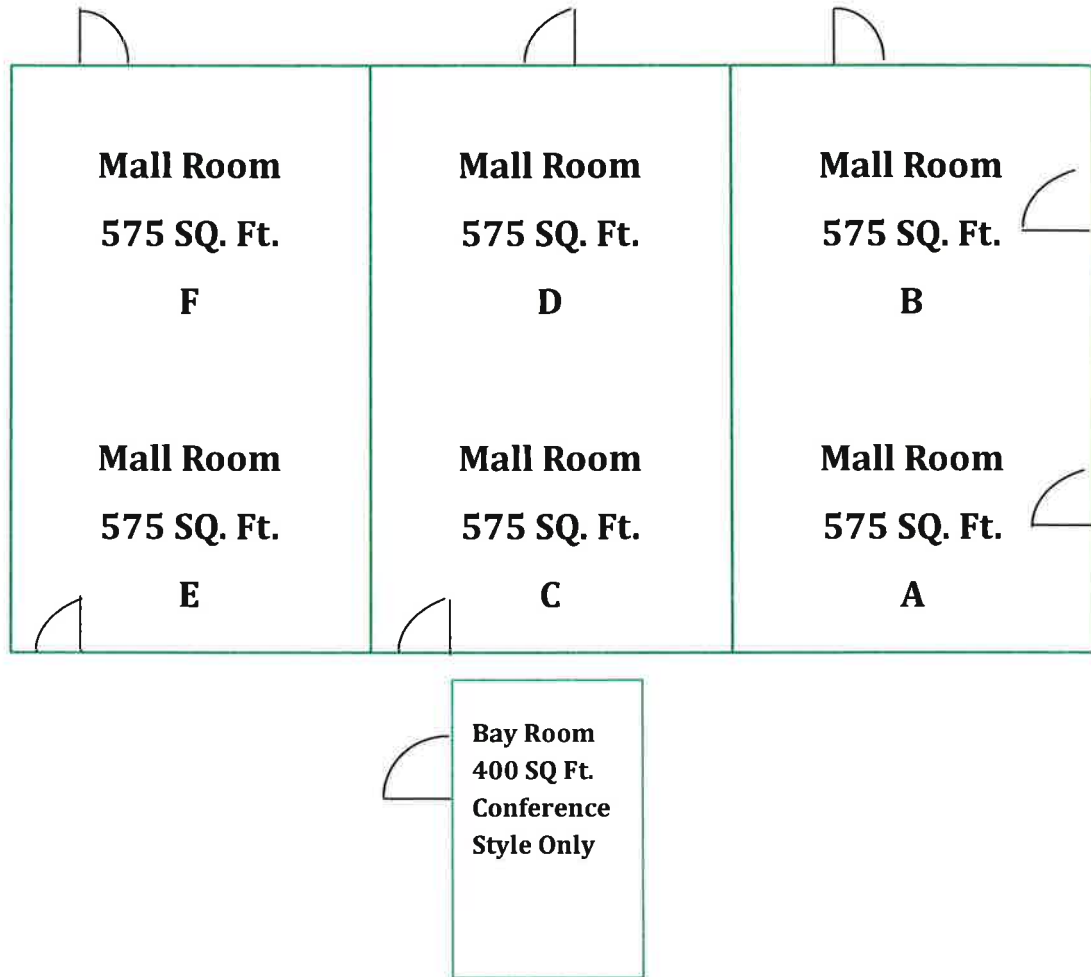 Mall Room
575 SQ. Ft.
F
Mall Room
575 SQ. Ft.
D
Mall Room
575 SQ. Ft.
B
Mall Room
575 SQ. Ft.
E
Mall Room
575 SQ. Ft.
C
Mall Room
575 SQ. Ft.
A
Bay Room
400 SQ Ft.
Conference
Style Only